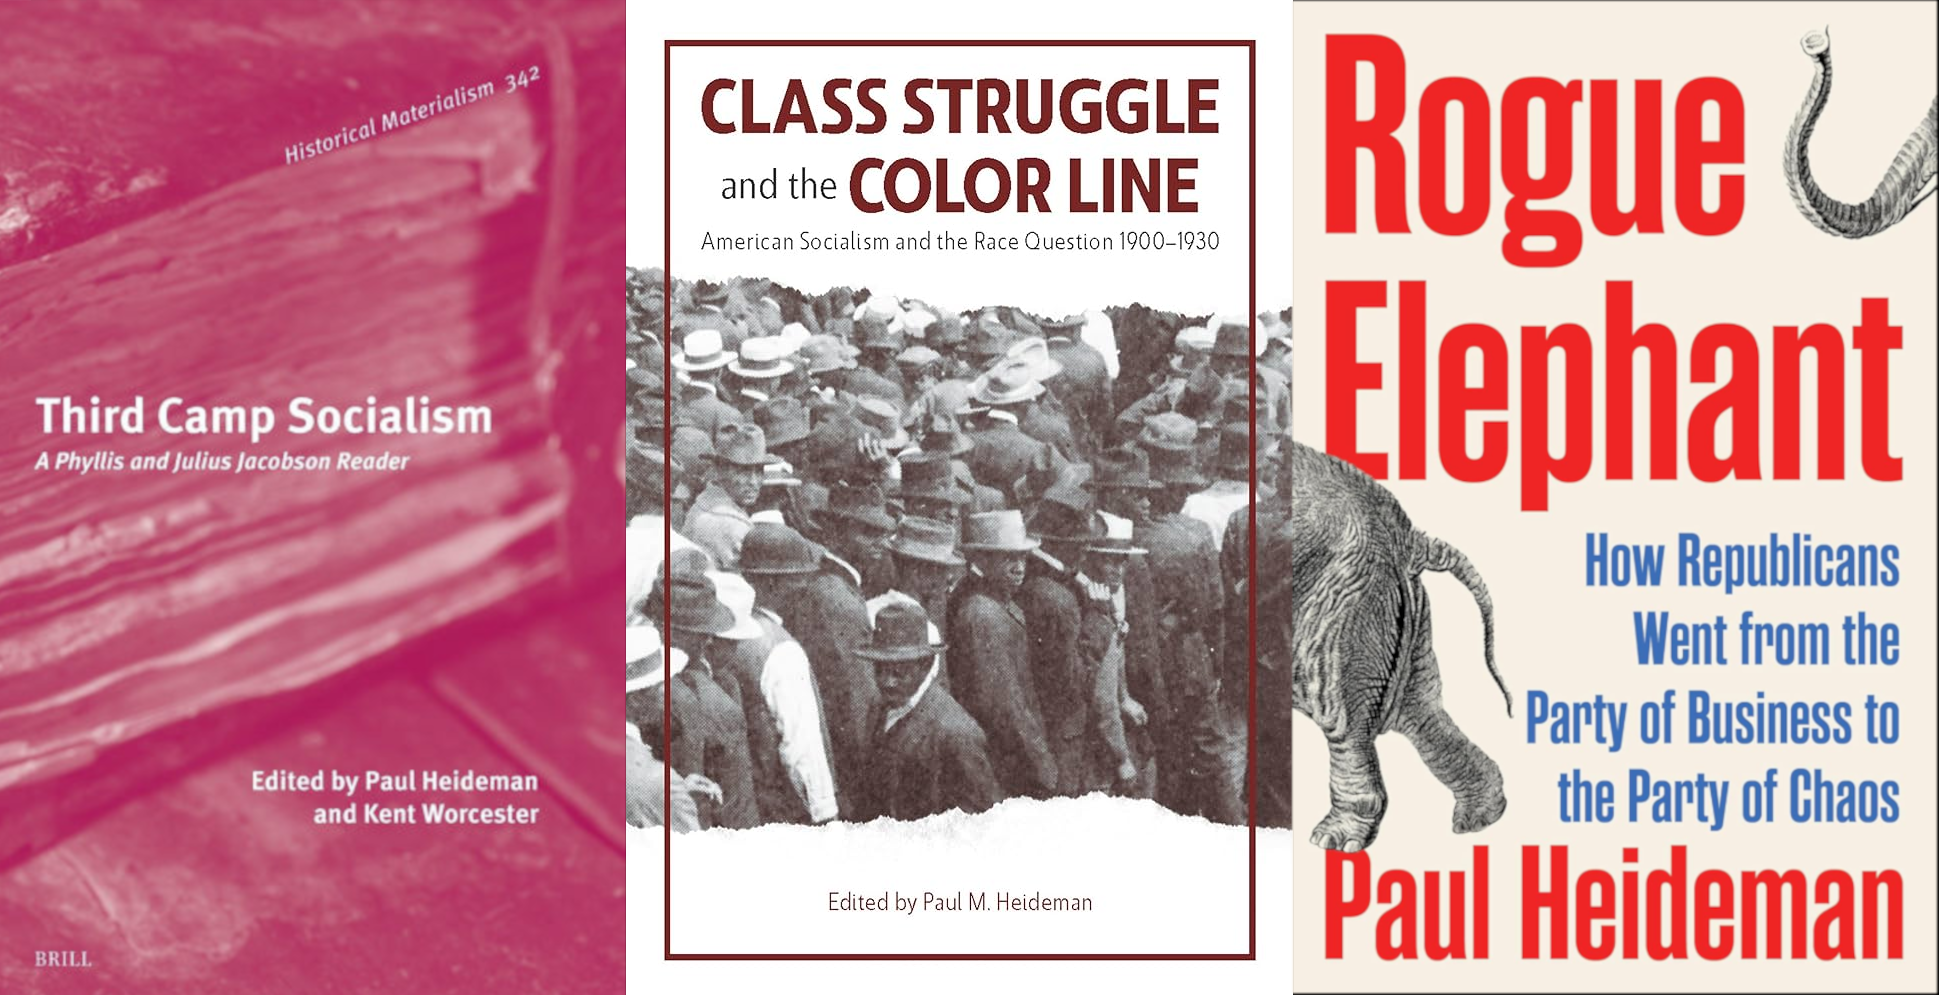 Historical Materialism 342
Third Camp Socialism
A Phyllis and Julius Jacobson Reader
Edited by Paul Heideman
and Kent Worcester
BRILL
CLASS STRUGGLE
and the COLOR LINE
American Socialism and the Race Question 1900–1930
Edited by Paul M. Heideman
Rogue
Elephant
How Republicans
Went from the
Party of Business to
the Party of Chaos
Paul Heideman